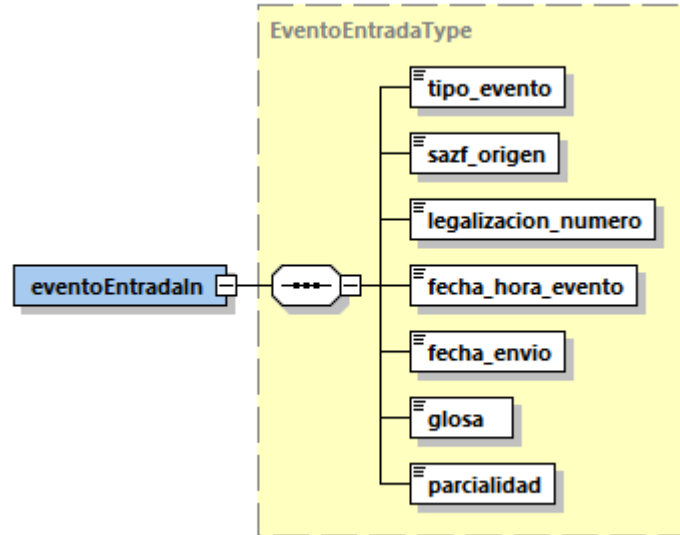 EventoEntradaType
tipo_evento
sazf_origen
legalizacion_numero
eventoEntradaIn
fecha_hora_evento
fecha_envio
glosa
parcialidad